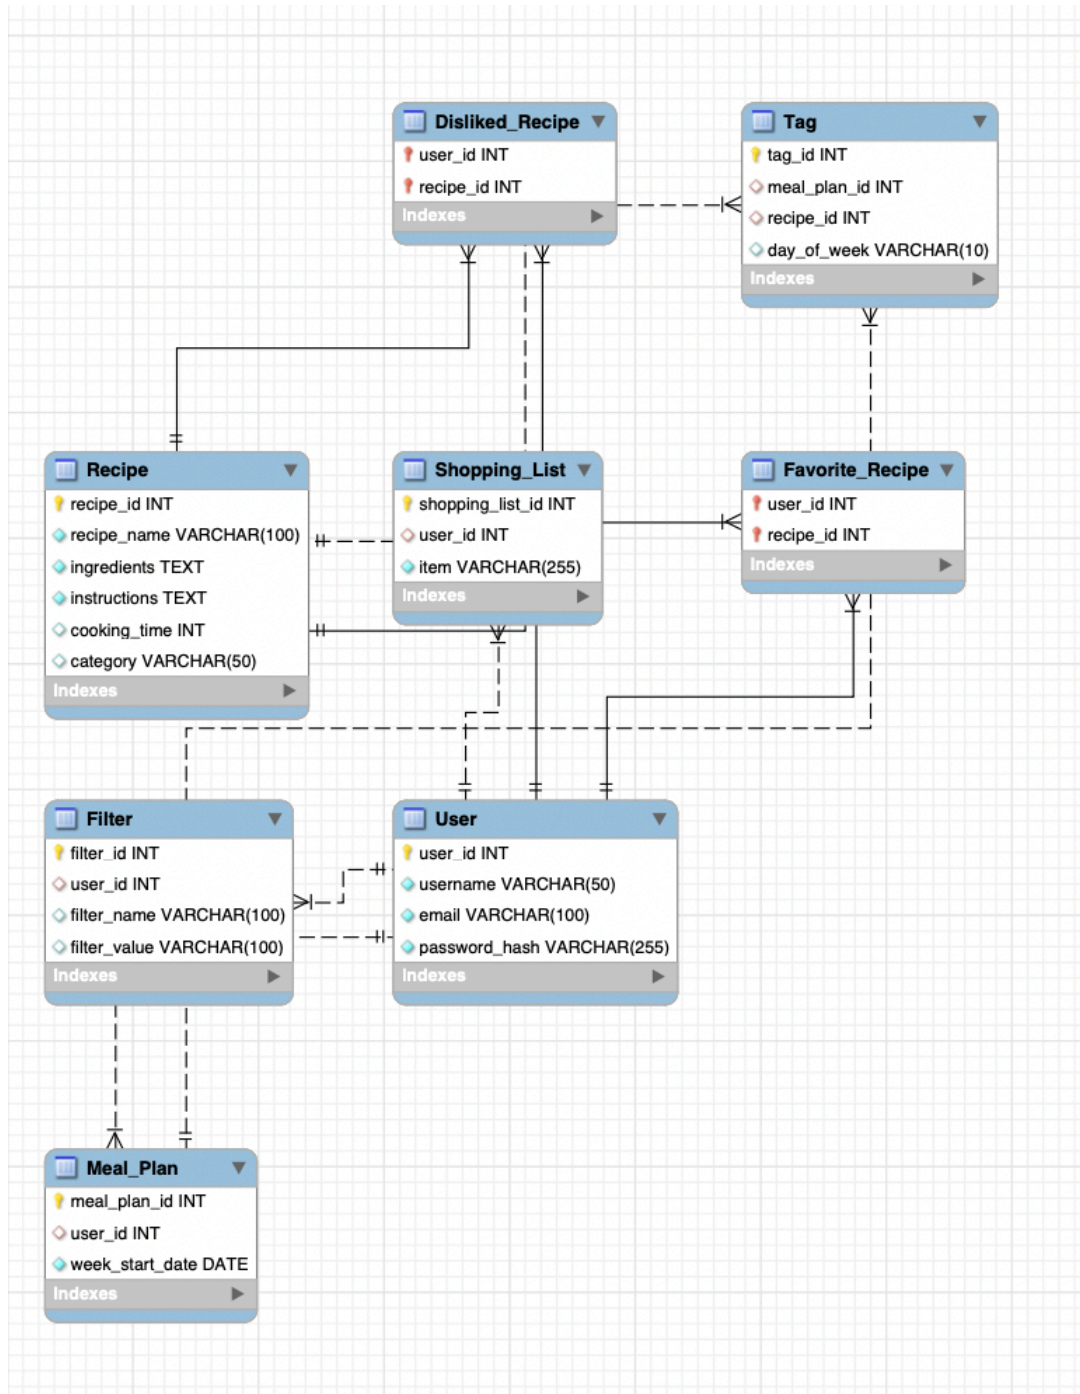 Disliked_Recipe
user_id INT
recipe_id INT
Indexes
Tag
tag_id INT
meal_plan_id INT
recipe_id INT
day_of_week VARCHAR(10)
Indexes
Recipe
recipe_id INT
recipe_name VARCHAR(100)
ingredients TEXT
instructions TEXT
cooking_time INT
category VARCHAR(50)
Indexes
Shopping_List
shopping_list_id INT
user_id INT
item VARCHAR(255)
Indexes
Favorite_Recipe
user_id INT
recipe_id INT
Indexes
Filter
filter_id INT
user_id INT
filter_name VARCHAR(100)
filter_value VARCHAR(100)
Indexes
User
user_id INT
username VARCHAR(50)
email VARCHAR(100)
password_hash VARCHAR(255)
Indexes
Meal_Plan
meal_plan_id INT
user_id INT
week_start_date DATE
Indexes